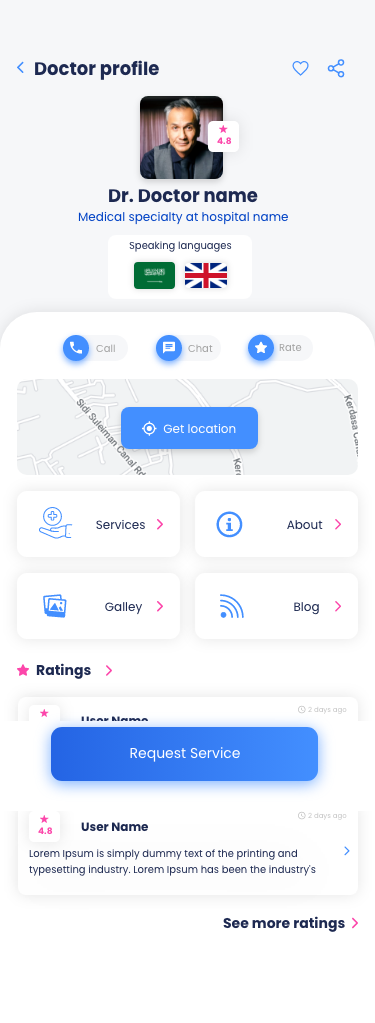 Doctor profile
4.8
Dr. Doctor name
Medical specialty at hospital name
Speaking languages
Call
Chat
Rate
Sidi Suleiman Canal Rd
Kerdasa Canal
Get location
Kerr
Services
About
Galley
Blog
Ratings
2 days ago
User Name
Request Service
2 days ago
4.8
User Name
Lorem Ipsum is simply dummy text of the printing and
typesetting industry. Lorem Ipsum has been the industry's
See more ratings